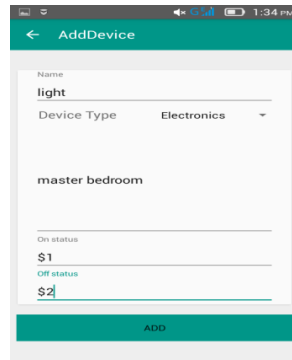 1:34 PM
← AddDevice
Name
light
Device Type Electronics
master bedroom
On status
$1
Off status
$2
ADD